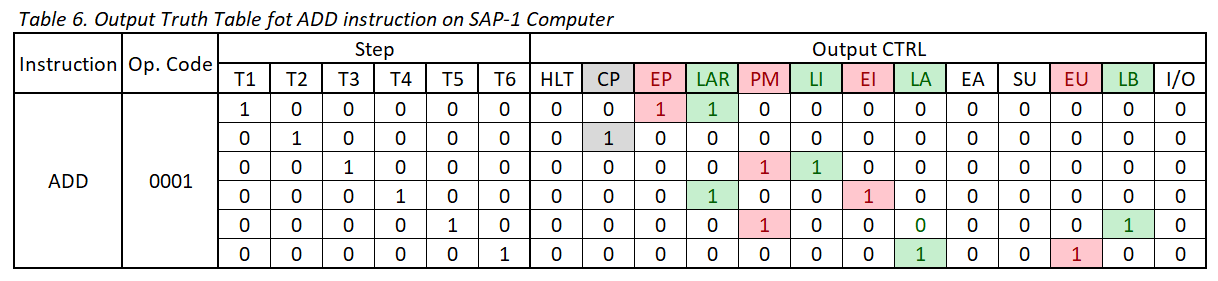 Table 6. Output Truth Table fot ADD instruction on SAP-1 Computer
Instruction Op. Code Step Output CTRL
T1 T2 T3 T4 T5 T6 HLT CP EP LAR PM LI EI LA EA SU EU LB I/O
ADD 0001
1 0 0 0 0 0 0 0 1 1 0 0 0 0 0 0 0 0 0
0 1 0 0 0 0 0 1 0 0 0 0 0 0 0 0 0 0 0
0 0 1 0 0 0 0 0 0 0 1 1 0 0 0 0 0 0 0
0 0 0 1 0 0 0 0 0 1 0 0 1 0 0 0 0 0 0
0 0 0 0 1 0 0 0 0 0 1 0 0 0 0 0 0 1 0
0 0 0 0 0 1 0 0 0 0 0 0 0 1 0 0 1 0 0